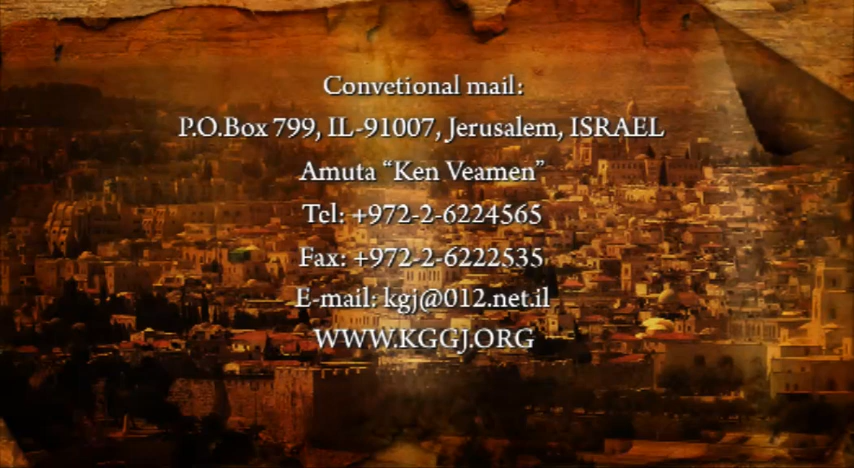 Convetional mail:
P.O.Box 799, IL-91007, Jerusalem, ISRAEL
Amuta “Ken Veamen”
Tel: +972-2-6224565
Fax: +972-2-6222535
E-mail: kgj@012.net.il
WWW.KGGJ.ORG